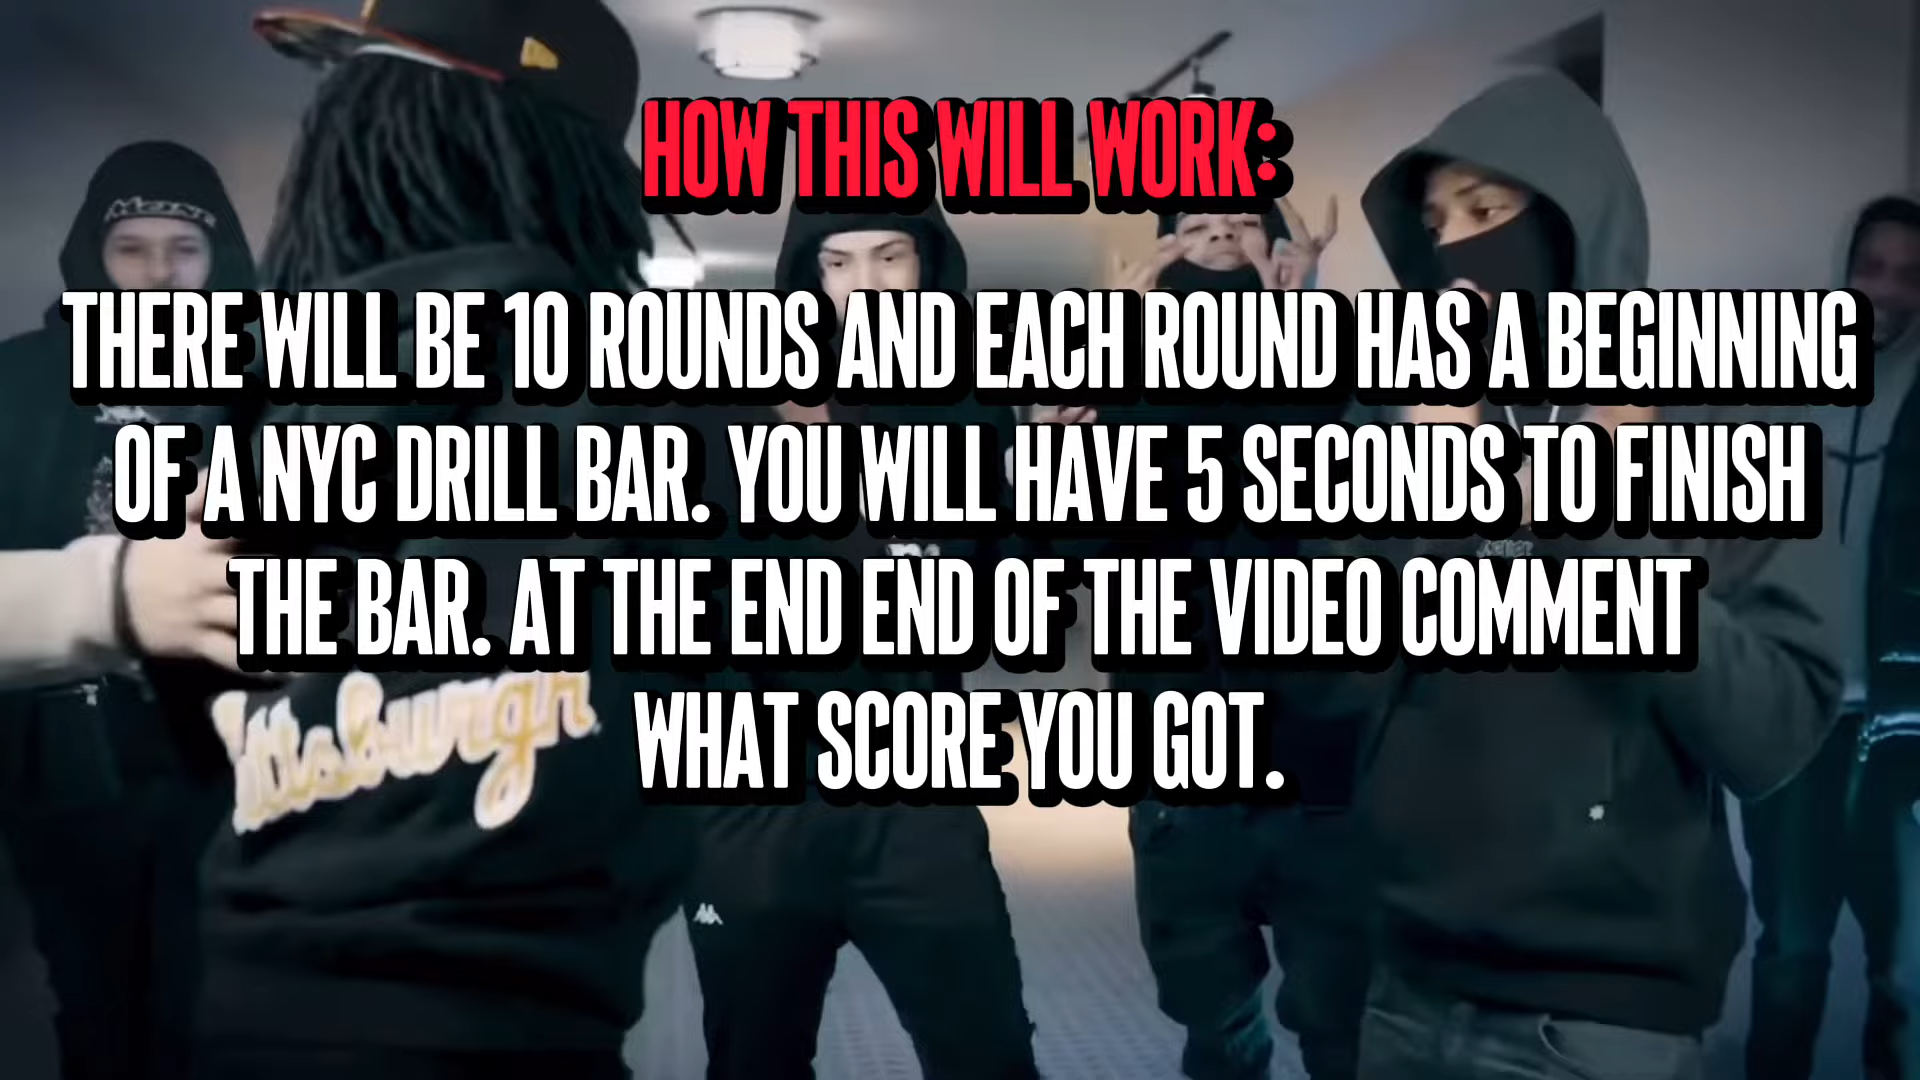 HOW THIS WILL WORK:
THERE WILL BE 10 ROUNDS AND EACH ROUND HAS A BEGINNING
OF A NYC DRILL BAR. YOU WILL HAVE 5 SECONDS TO FINISH
THE BAR. AT THE END END OF THE VIDEO COMMENT
WHAT SCORE YOU GOT.